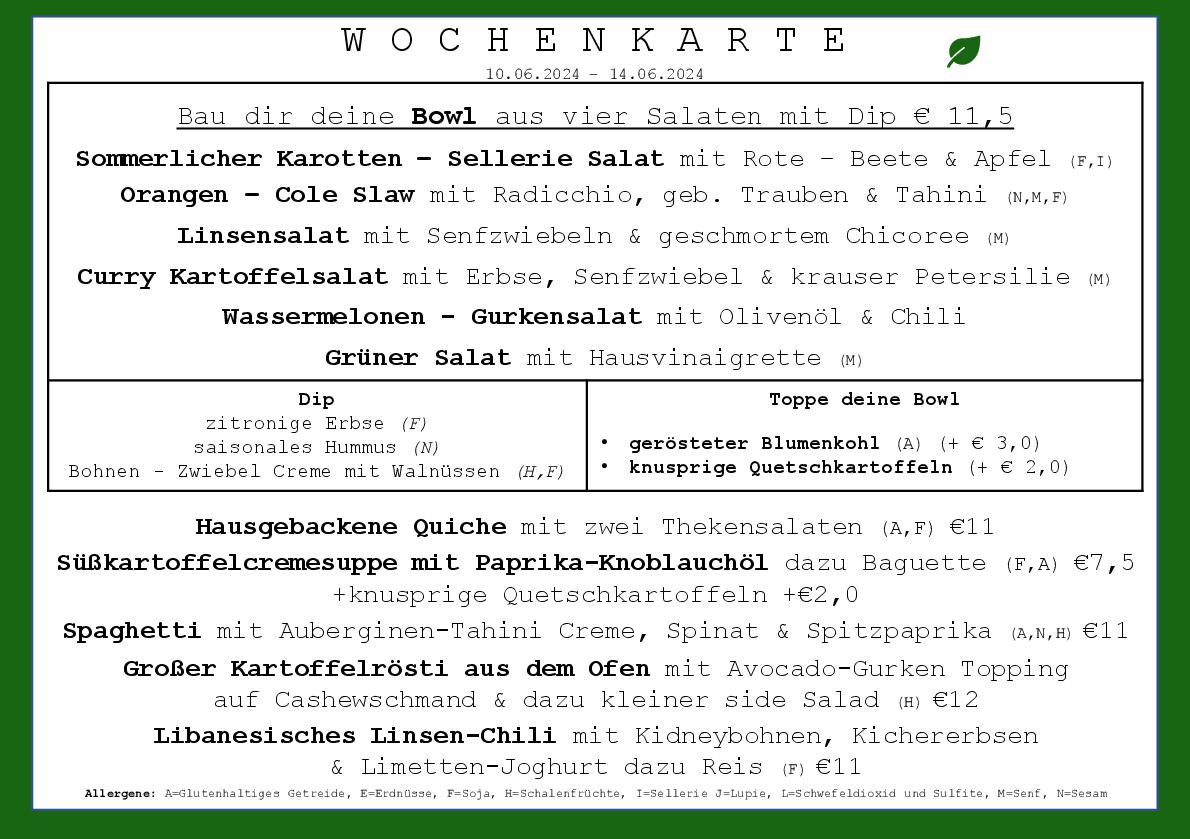 WOCHENKARTE
10.06.2024 – 14.06.2024
Bau dir deine Bowl aus vier Salaten mit Dip € 11,5
Sommerlicher Karotten – Sellerie Salat mit Rote – Beete & Apfel (F,I)
Orangen – Cole Slaw mit Radicchio, geb. Trauben & Tahini (N,M,F)
Linsensalat mit Senfzwiebeln & geschmortem Chicoree (M)
Curry Kartoffelsalat mit Erbse, Senfzwiebel & krauser Petersilie (M)
Wassermelonen – Gurkensalat mit Olivenöl & Chili
Grüner Salat mit Hausvinaigrette (M)
Dip
zitronige Erbse (F)
saisonales Hummus (N)
Bohnen - Zwiebel Creme mit Walnüssen (H,F)
Toppe deine Bowl
• gerösteter Blumenkohl (A) (+ € 3,0)
• knusprige Quetschkartoffeln (+ € 2,0)
Hausgebackene Quiche mit zwei Thekensalaten (A,F) €11
Süßkartoffelcremesuppe mit Paprika-Knoblauchöl dazu Baguette (F,A) €7,5
+knusprige Quetschkartoffeln +€2,0
Spaghetti mit Auberginen-Tahini Creme, Spinat & Spitzpaprika (A,N,H) €11
Großer Kartoffelrösti aus dem Ofen mit Avocado-Gurken Topping
auf Cashewschmand & dazu kleiner side Salad (H) €12
Libanesisches Linsen-Chili mit Kidneybohnen, Kichererbsen
& Limetten-Joghurt dazu Reis (F) €11
Allergene: A=Glutenhaltiges Getreide, E=Erdnüsse, F=Soja, H=Schalenfrüchte, I=Sellerie J=Lupie, L=Schwefeldioxid und Sulfite, M=Senf, N=Sesam